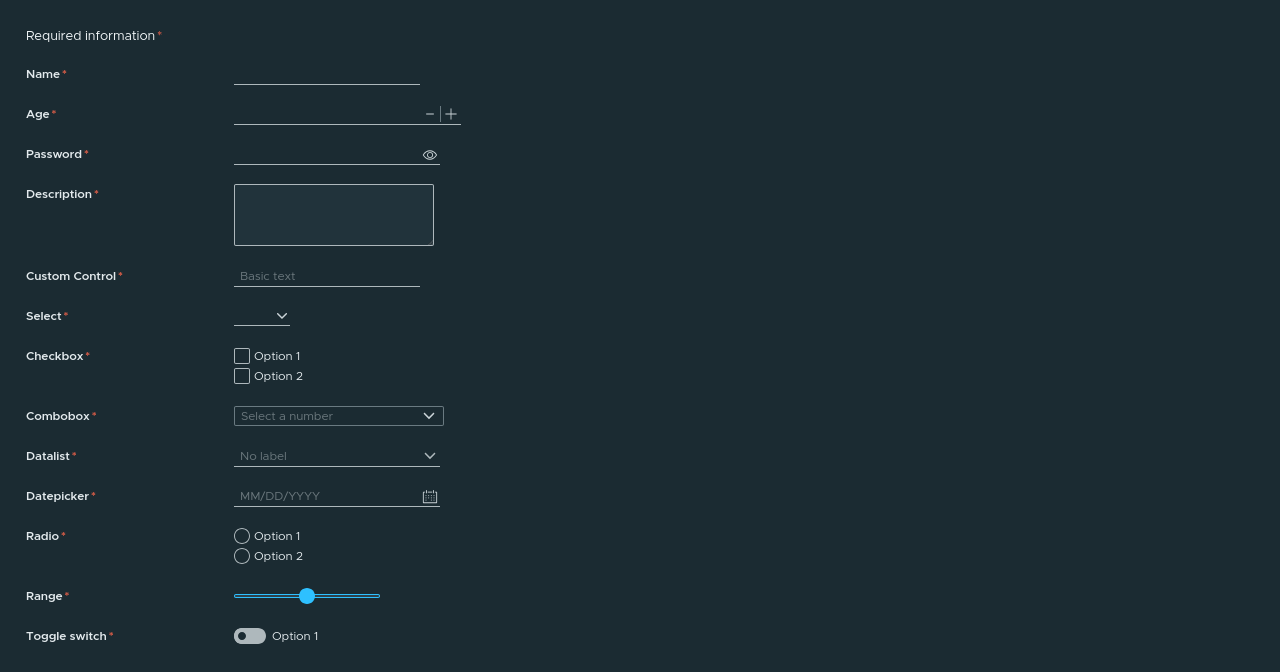 Required information*
Name*
Age*
Password*
Description*
Custom Control* Basic text
Select*
Checkbox* Option 1
Option 2
Combobox* Select a number
Datalist* No label
Datepicker* MM/DD/YYYY
Radio* Option 1
Option 2
Range*
Toggle switch* Option 1